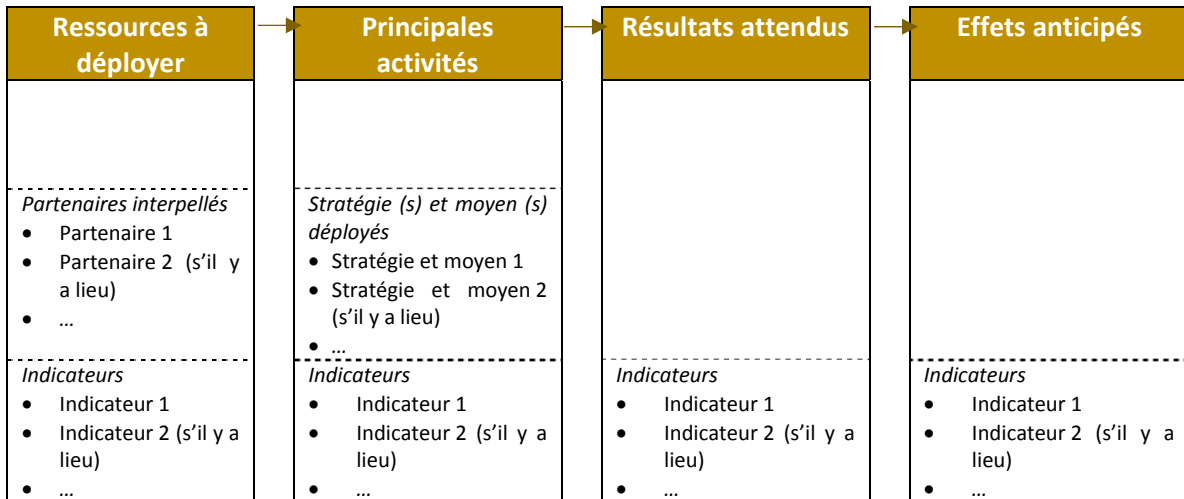 Ressources à
déployer
Partenaires interpellés
• Partenaire 1
• Partenaire 2 (s'il y
a lieu)
• ...
Indicateurs
• Indicateur 1
• Indicateur 2 (s'il y a
lieu)
• ...
Principales
activités
Stratégie (s) et moyen (s)
déployés
• Stratégie et moyen 1
• Stratégie et moyen 2
(s'il y a lieu)
• ...
Indicateurs
• Indicateur 1
• Indicateur 2 (s'il y a
lieu)
• ...
Résultats attendus
Indicateurs
• Indicateur 1
• Indicateur 2 (s'il y a
lieu)
• ...
Effets anticipés
Indicateurs
• Indicateur 1
• Indicateur 2 (s'il y a
lieu)
• ...